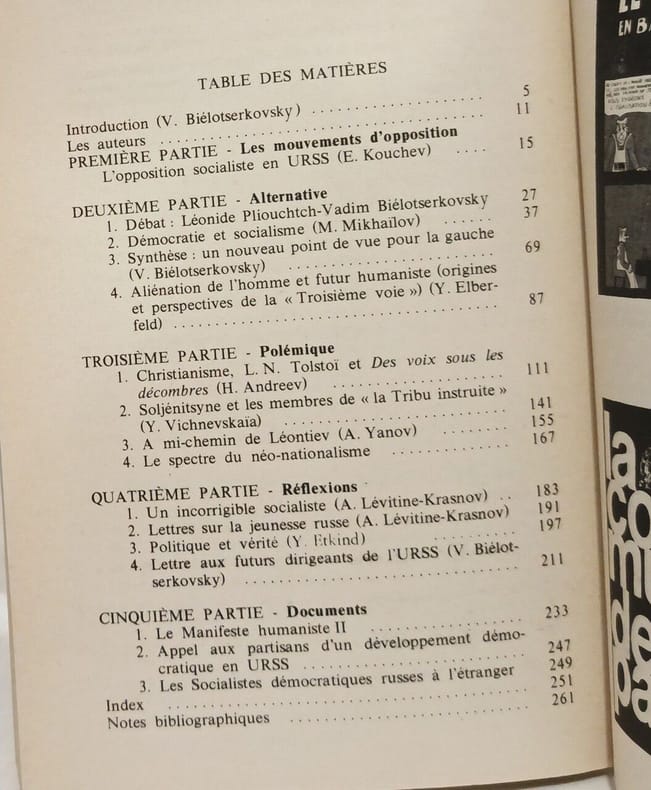 TABLE DES MATIÈRES
Introduction (V. Biélotserkovsky) .......................... 5
Les auteurs .......................................... 11
PREMIÈRE PARTIE - Les mouvements d'opposition
L'opposition socialiste en URSS (E. Kouchev) .... 15
DEUXIÈME PARTIE - Alternative
1. Débat : Léonide Pliouchtch-Vadim Biélotserkovsky 27
2. Démocratie et socialisme (M. Mikhaïlov) ...... 37
3. Synthèse : un nouveau point de vue pour la gauche
(V. Biélotserkovsky) .......................... 69
4. Aliénation de l'homme et futur humaniste (origines
et perspectives de la « Troisième voie ») (Y. Elber-
feld) .......................................... 87
TROISIÈME PARTIE - Polémique
1. Christianisme, L. N. Tolstoï et Des voix sous les
décombres (H. Andreev) ...................... 111
2. Soljénitsyne et les membres de « la Tribu instruite »
(Y. Vichnevskaïa) ............................ 141
3. A mi-chemin de Léontiev (A. Yanov) ........ 155
4. Le spectre du néo-nationalisme .............. 167
QUATRIÈME PARTIE - Réflexions
1. Un incorrigible socialiste (A. Lévitine-Krasnov) .. 183
2. Lettres sur la jeunesse russe (A. Lévitine-Krasnov) 191
3. Politique et vérité (Y. Etkind) .......... 197
4. Lettre aux futurs dirigeants de l'URSS (V. Biélot-
serkovsky) .................................. 211
CINQUIÈME PARTIE - Documents
1. Le Manifeste humaniste II .................. 233
2. Appel aux partisans d'un développement démo-
cratique en URSS ............................ 247
3. Les Socialistes démocratiques russes à l'étranger 249
Index .......................................... 251
Notes bibliographiques .......................... 261
EN BA